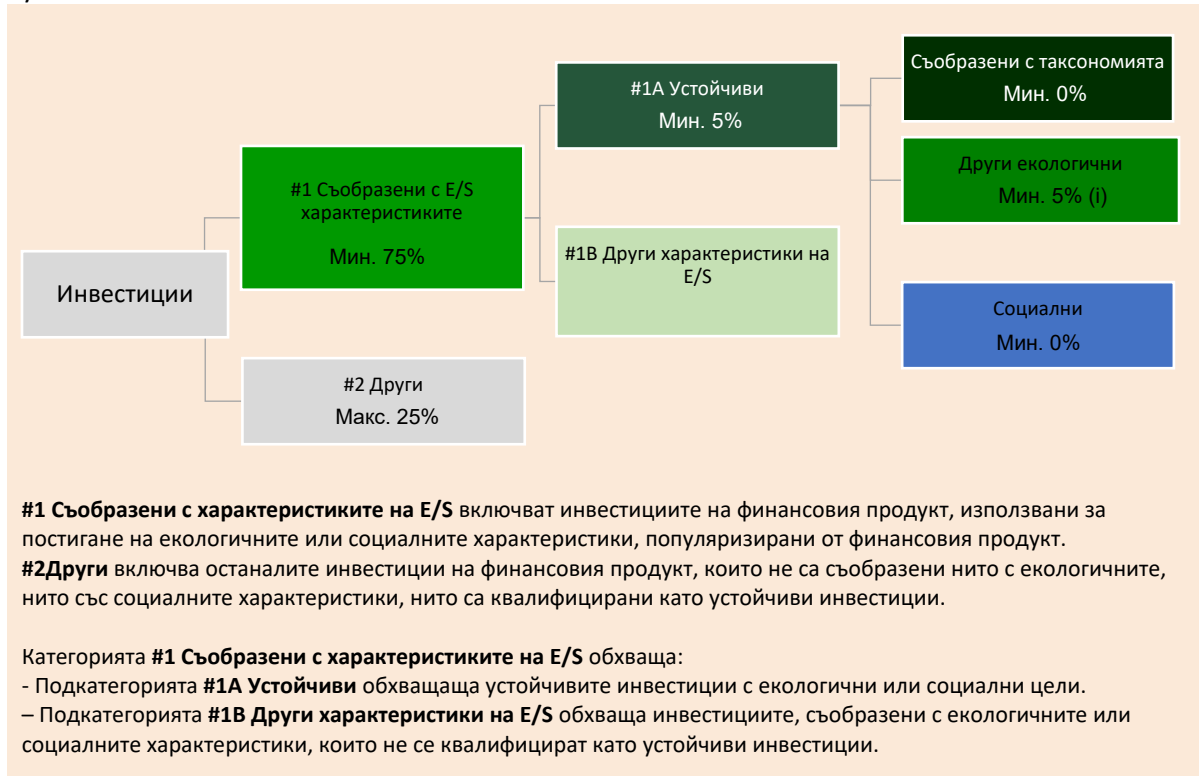 Инвестиции
#1 Съобразени с E/S
характеристиките
Мин. 75%
#2 Други
Макс. 25%
#1A Устойчиви
Мин. 5%
#1B Други характеристики на
E/S
Съобразени с таксономията
Мин. 0%
Други екологични
Мин. 5% (i)
Социални
Мин. 0%
#1 Съобразени с характеристиките на E/S включват инвестициите на финансовия продукт, използвани за
постигане на екологичните или социалните характеристики, популяризирани от финансовия продукт.
#2Други включва останалите инвестиции на финансовия продукт, които не са съобразени нито с екологичните,
нито със социалните характеристики, нито са квалифицирани като устойчиви инвестиции.
Категорията #1 Съобразени с характеристиките на E/S обхваща:
- Подкатегорията #1A Устойчиви обхващаща устойчивите инвестиции с екологични или социални цели.
– Подкатегорията #1B Други характеристики на E/S обхваща инвестициите, съобразени с екологичните или
социалните характеристики, които не се квалифицират като устойчиви инвестиции.